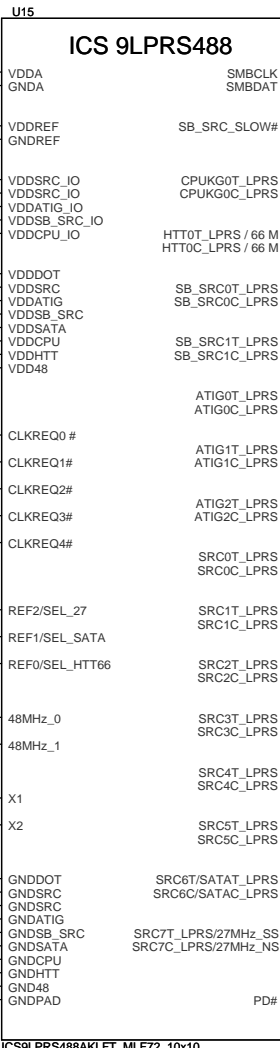 U15
ICS 9LPRS488
VDDA SMBCLK
GNDA SMBDAT
VDDREF SB_SRC_SLOW#
GNDREF
VDDSRC_IO CPUKG0T_LPRS
VDDSRC_IO CPUKG0C_LPRS
VDDATIG_IO
VDDSB_SRC_IO
VDDCPU_IO HTT0T_LPRS / 66 M
HTT0C_LPRS / 66 M
VDDDOT
VDDSRC SB_SRC0T_LPRS
VDDATIG SB_SRC0C_LPRS
VDDSB_SRC
VDDSATA
VDDCPU SB_SRC1T_LPRS
VDDHTT SB_SRC1C_LPRS
VDD48
ATIG0T_LPRS
ATIG0C_LPRS
CLKREQ0 #
ATIG1T_LPRS
CLKREQ1# ATIG1C_LPRS
CLKREQ2#
ATIG2T_LPRS
CLKREQ3# ATIG2C_LPRS
CLKREQ4#
SRC0T_LPRS
SRC0C_LPRS
REF2/SEL_27 SRC1T_LPRS
SRC1C_LPRS
REF1/SEL_SATA
REF0/SEL_HTT66 SRC2T_LPRS
SRC2C_LPRS
48MHz_0 SRC3T_LPRS
SRC3C_LPRS
48MHz_1
SRC4T_LPRS
SRC4C_LPRS
X1
X2 SRC5T_LPRS
SRC5C_LPRS
GNDDOT SRC6T/SATAT_LPRS
GNDSRC SRC6C/SATAC_LPRS
GNDSRC
GNDATIG
GNDSB_SRC SRC7T_LPRS/27MHz_SS
GNDSATA SRC7C_LPRS/27MHz_NS
GNDCPU
GNDHTT
GND48
GNDPAD PD#
ICS9LPRS488AKLFT_MLF72_10x10